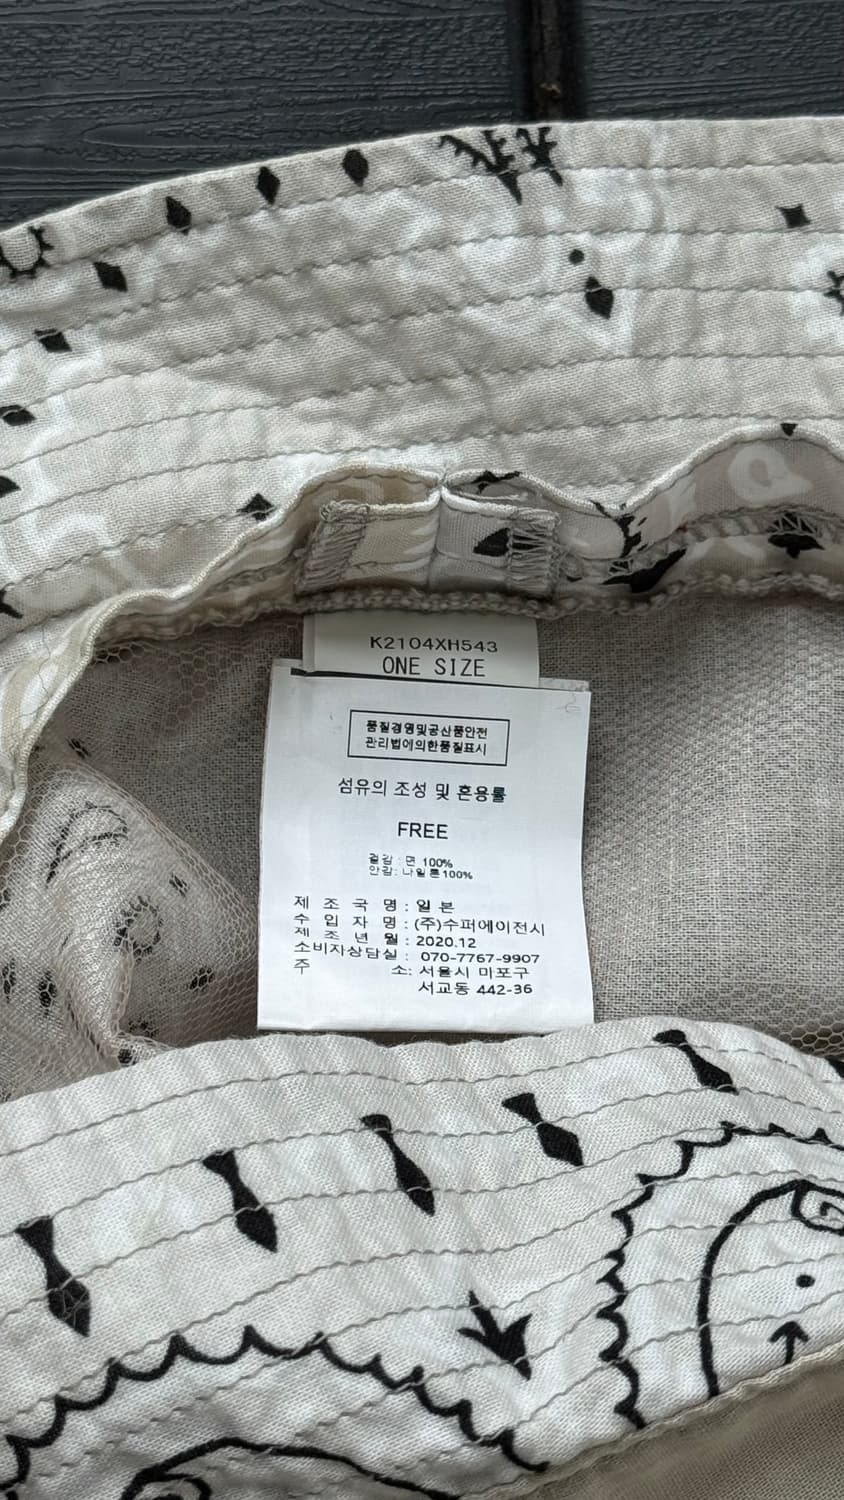 K2104XH543
ONE SIZE
품질경영및공산품안전
관리법에의한품질표시
섬유의 조성 및 혼용률
FREE
겉감 : 면 100%
안감: 나일론100%
제 조 국 명 : 일 본
수 입 자 명 : (주)수퍼에이전시
제 조 년 월 : 2020.12
소비자상담실 : 070-7767-9907
주 소: 서울시 마포구
서교동 442-36